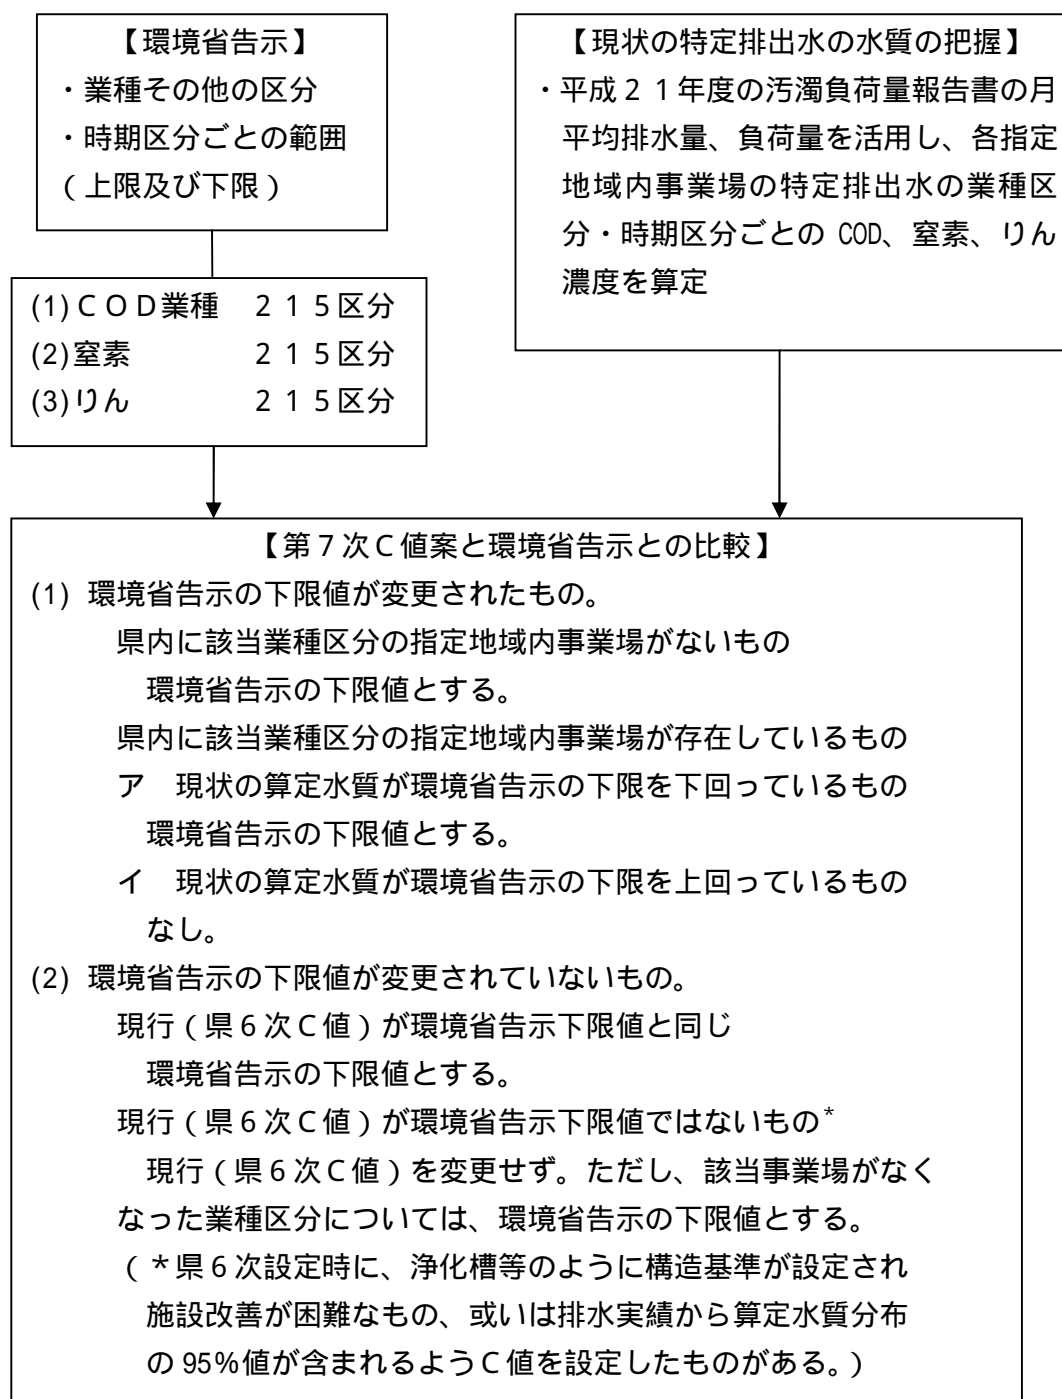 【環境省告示】
・業種その他の区分
・時期区分ごとの範囲
（上限及び下限）
(1)ＣＯＤ業種　２１５区分
(2)窒素　２１５区分
(3)りん　２１５区分
【現状の特定排出水の水質の把握】
・平成２１年度の汚濁負荷量報告書の月
平均排水量、負荷量を活用し、各指定
地域内事業場の特定排出水の業種区
分・時期区分ごとの COD、窒素、りん
濃度を算定
【第７次Ｃ値案と環境省告示との比較】
(1) 環境省告示の下限値が変更されたもの。
県内に該当業種区分の指定地域内事業場がないもの
環境省告示の下限値とする。
県内に該当業種区分の指定地域内事業場が存在しているもの
ア　現状の算定水質が環境省告示の下限を下回っているもの
環境省告示の下限値とする。
イ　現状の算定水質が環境省告示の下限を上回っているもの
なし。
(2) 環境省告示の下限値が変更されていないもの。
現行（県６次Ｃ値）が環境省告示下限値と同じ
環境省告示の下限値とする。
現行（県６次Ｃ値）が環境省告示下限値ではないもの*
現行（県６次Ｃ値）を変更せず。ただし、該当事業場がなく
なった業種区分については、環境省告示の下限値とする。
（＊県６次設定時に、浄化槽等のように構造基準が設定され
施設改善が困難なもの、或いは排水実績から算定水質分布
の 95％値が含まれるようＣ値を設定したものがある。）